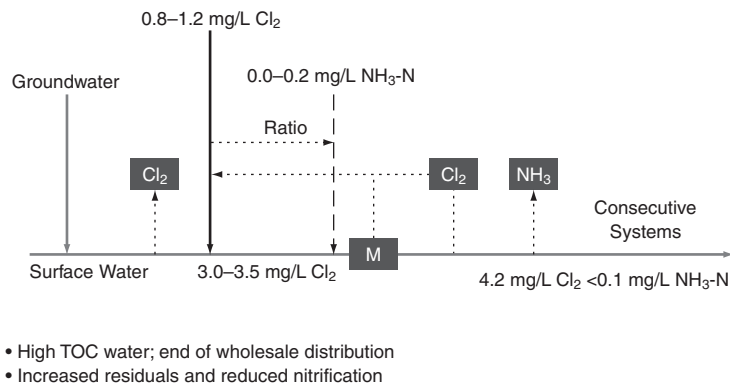 0.8–1.2 mg/L Cl₂
0.0–0.2 mg/L NH₃-N
Groundwater
Ratio
Cl₂
Cl₂
NH₃
Consecutive
Systems
M
Surface Water
3.0–3.5 mg/L Cl₂
4.2 mg/L Cl₂ <0.1 mg/L NH₃-N
• High TOC water; end of wholesale distribution
• Increased residuals and reduced nitrification